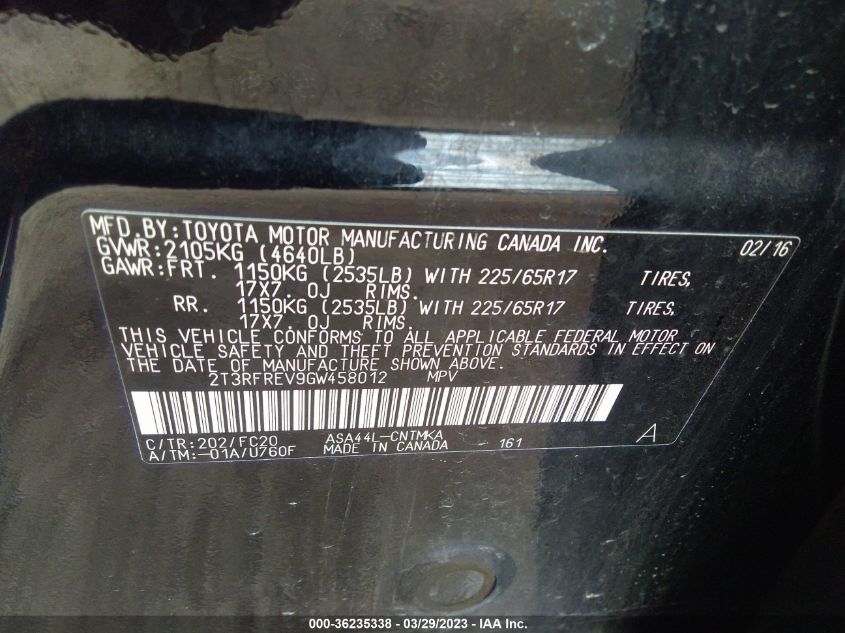 MFD.BY:TOYOTA MOTOR MANUFACTURING CANADA INC. 02/16
GVWR:2105KG (4640LB)
GAWR:FRT. 1150KG (2535LB) WITH 225/65R17 TIRES,
17X7.0J RIMS.
RR. 1150KG (2535LB) WITH 225/65R17 TIRES,
17X7.0J RIMS.
THIS VEHICLE CONFORMS TO ALL APPLICABLE FEDERAL MOTOR
VEHICLE SAFETY AND THEFT PREVENTION STANDARDS IN EFFECT ON
THE DATE OF MANUFACTURE SHOWN ABOVE.
2T3RFREV9GW458012 MPV
C/TR:202/FC20 ASA44L-CNTMKA A
A/TM:-01A/U760F MADE IN CANADA 161
000-36235338 - 03/29/2023 - IAA Inc.